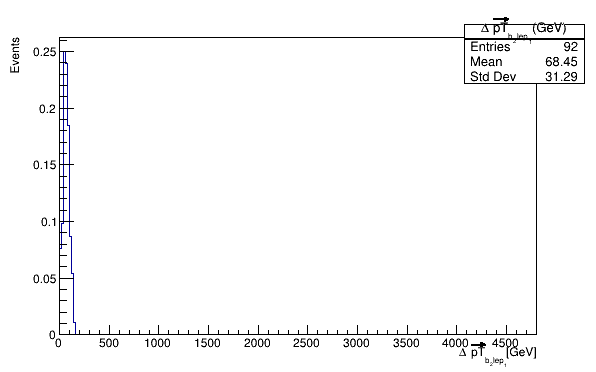 Δ pT b2lep1 (GeV)
Entries 92
Mean 68.45
Std Dev 31.29
Events
0.25
0.2
0.15
0.1
0.05
0
0 500 1000 1500 2000 2500 3000 3500 4000 4500
Δ pT b2lep1 [GeV]